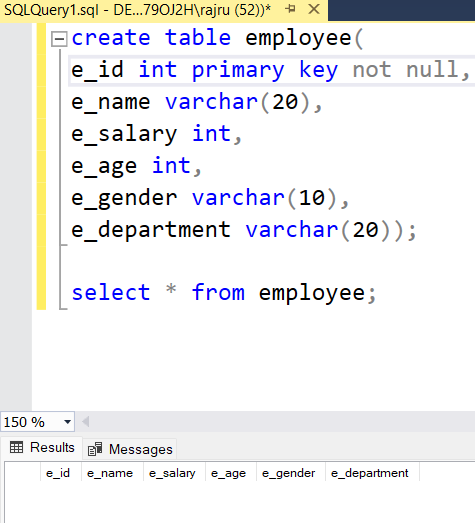 SQLQuery1.sql - DE...79OJ2H\rajru (52))*
create table employee(
e_id int primary key not null,
e_name varchar(20),
e_salary int,
e_age int,
e_gender varchar(10),
e_department varchar(20));
select * from employee;
150 %
Results Messages
e_id e_name e_salary e_age e_gender e_department